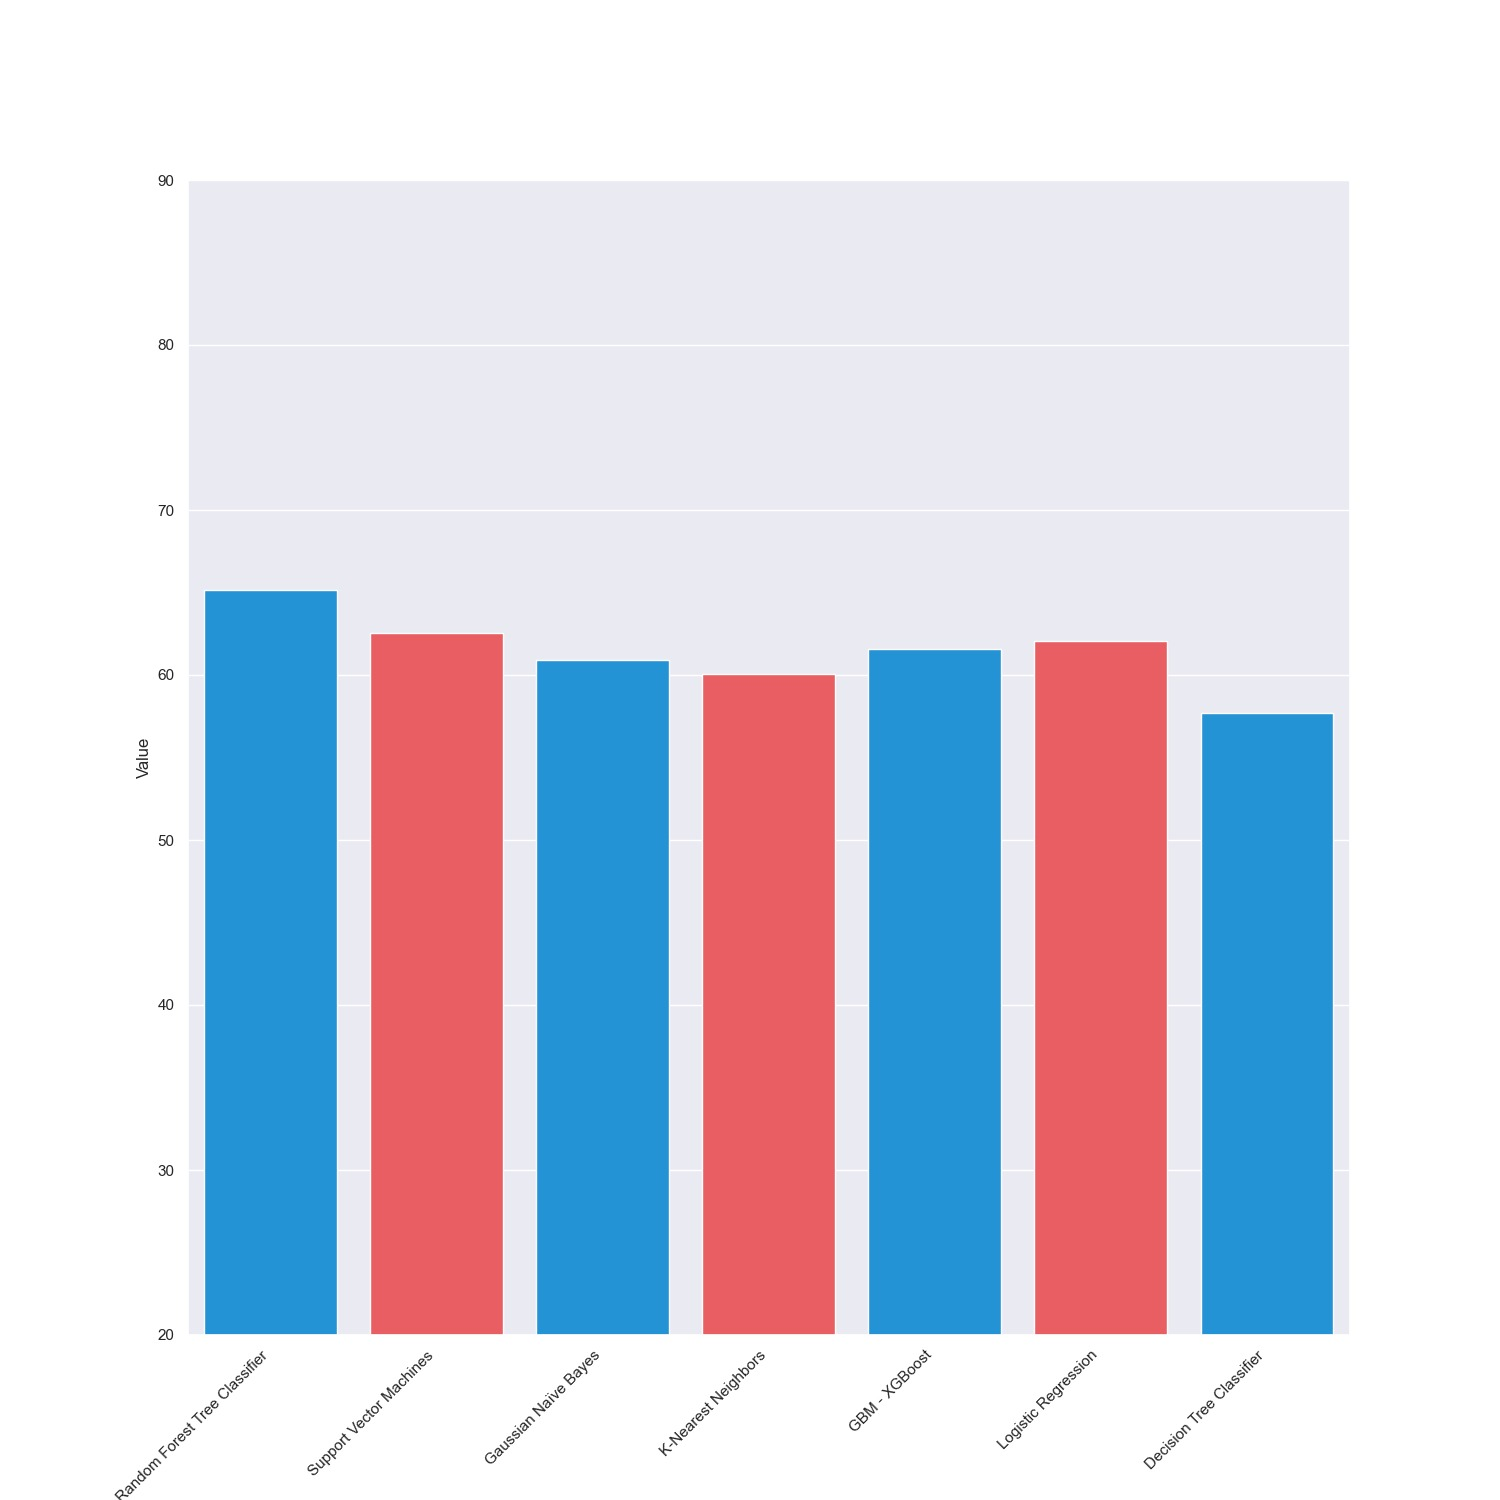 90
80
70
60
50
40
30
20
Value
Random Forest Tree Classifier
Support Vector Machines
Gaussian Naïve Bayes
K-Nearest Neighbors
GBM - XGBoost
Logistic Regression
Decision Tree Classifier